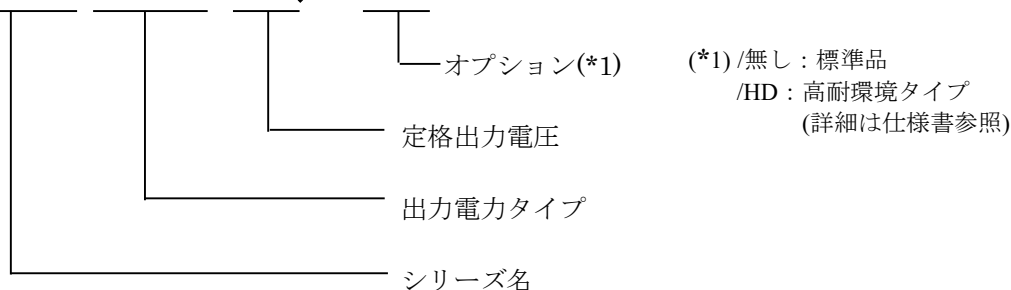 オプション(*1)
(*1) /無し：標準品
/HD：高耐環境タイプ
(詳細は仕様書参照)
定格出力電圧
出力電力タイプ
シリーズ名